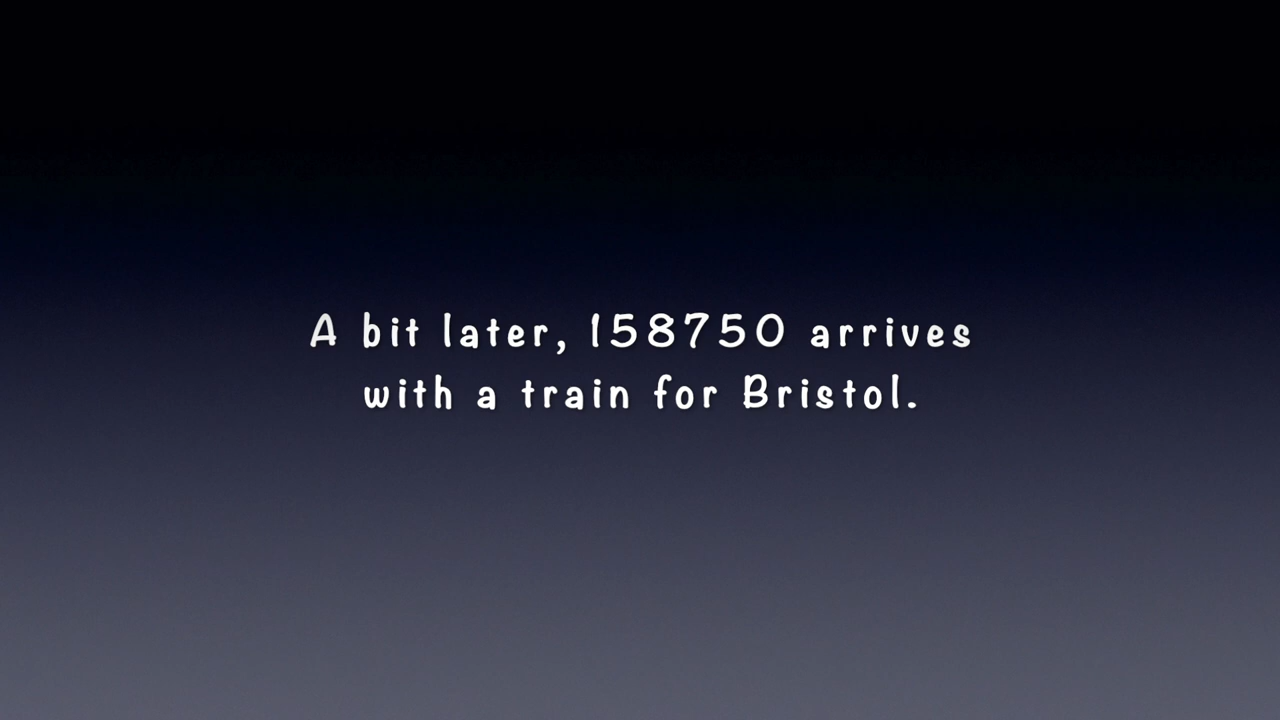 A bit later, 158750 arrives
with a train for Bristol.